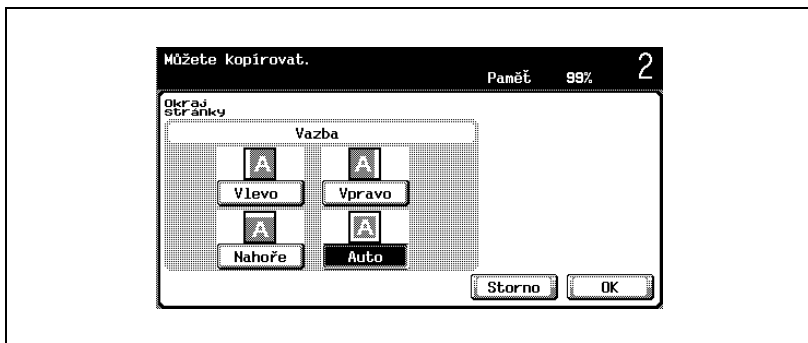 Můžete kopírovat.
Paměť 99% 2
Okraj
stránky
Vazba
A A
Vlevo Vpravo
A A
Nahoře Auto
Storno OK